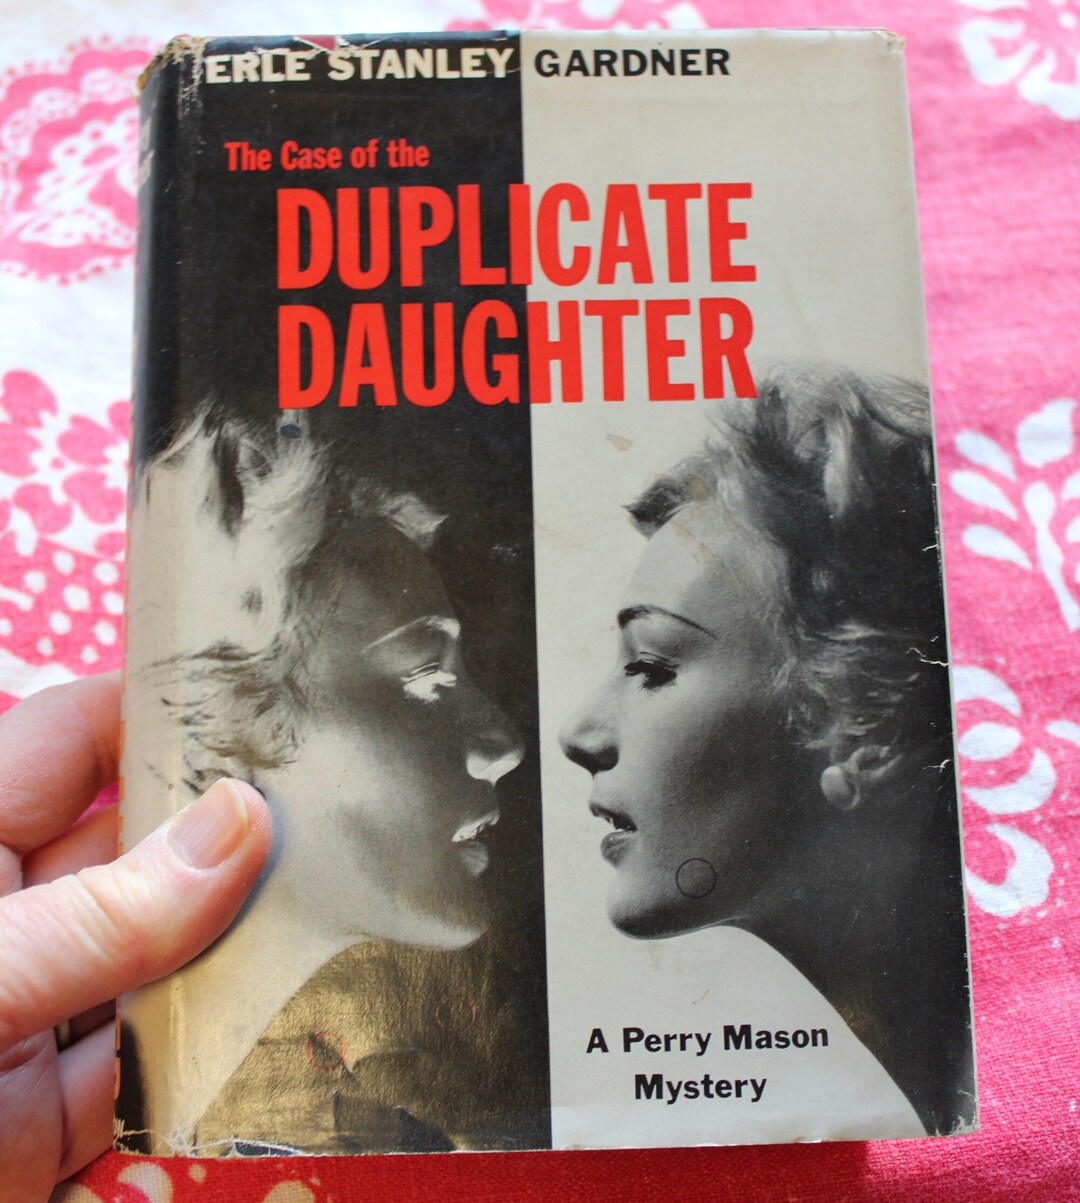 ERLE STANLEY GARDNER
The Case of the
DUPLICATE
DAUGHTER
A Perry Mason
Mystery